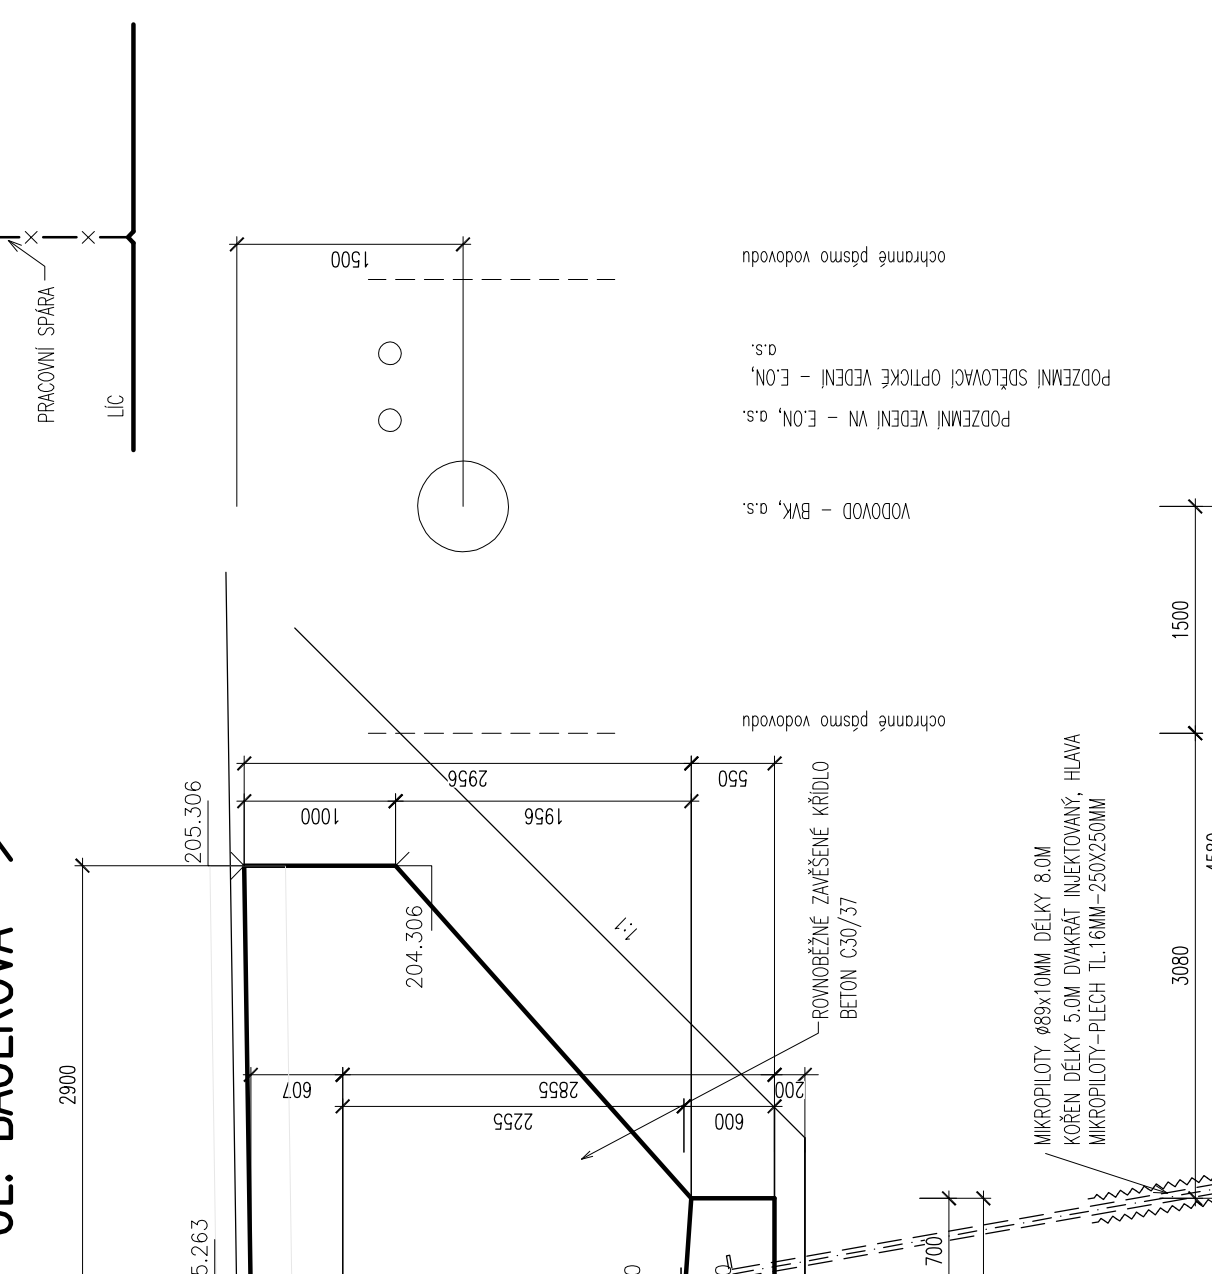 PRACOVNÍ SPÁRA
LÍC
1500
ochranné pásmo vodovodu
PODZEMNÍ SDĚLOVACÍ OPTICKÉ VEDENÍ – E.ON,
a.s.
PODZEMNÍ VEDENÍ VN – E.ON, a.s.
VODOVOD – BVK, a.s.
ochranné pásmo vodovodu
1500
3080
2956
550
1000
1956
205.306
204.306
1:1
ROVNOBĚŽNÉ ZAVĚŠENÉ KŘÍDLO
BETON C30/37
MIKROPILOTY ø89x10MM DÉLKY 8.0M
KOŘEN DÉLKY 5.0M DVAKRÁT INJEKTOVANÝ, HLAVA
MIKROPILOTY-PLECH TL.16MM-250X250MM
2900
607
2855
200
2255
600
5.263
700